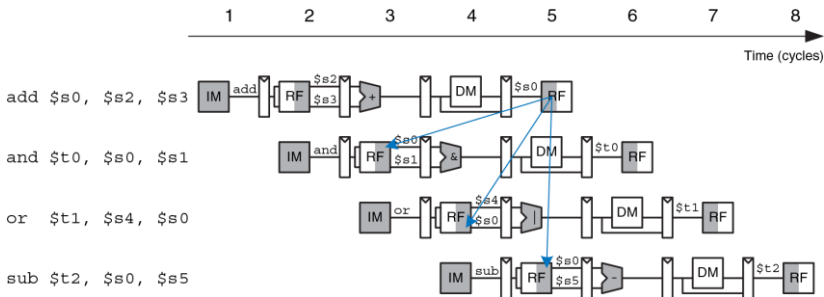 1 2 3 4 5 6 7 8
Time (cycles)
add $s0, $s2, $s3 IM add RF $s2 $s3 + DM $s0 RF
and $t0, $s0, $s1 IM and RF $s0 $s1 & DM $t0 RF
or $t1, $s4, $s0 IM or RF $s4 $s0 | DM $t1 RF
sub $t2, $s0, $s5 IM sub RF $s0 $s5 - DM $t2 RF